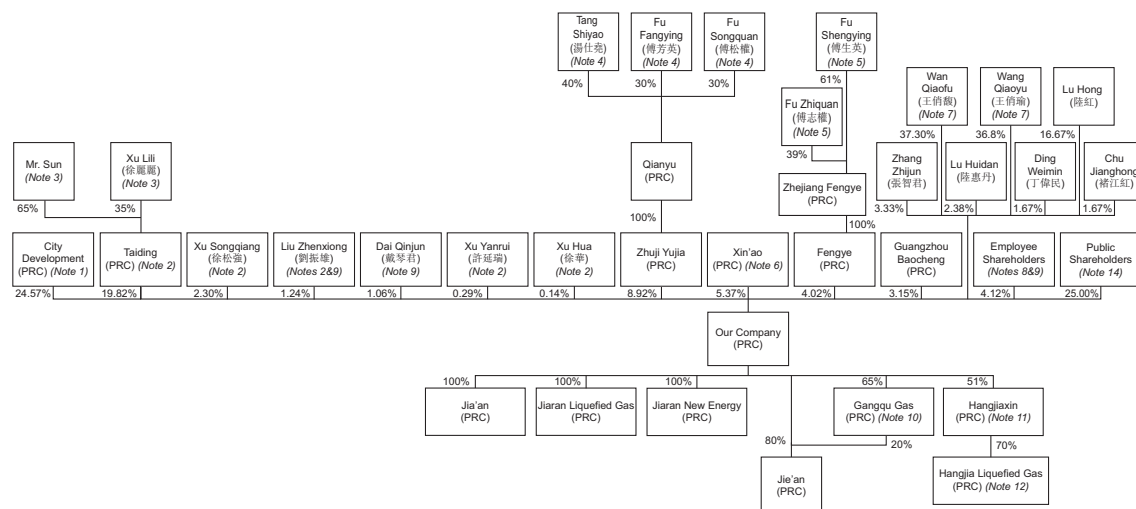 Tang
Shiyao
(湯仕堯)
(Note 4)
Fu
Fangying
(傅芳英)
(Note 4)
Fu
Songquan
(傅松權)
(Note 4)
Fu
Shengying
(傅生英)
(Note 5)
40%
30%
30%
61%
Wan
Qiaofu
(王俏馥)
(Note 7)
Wang
Qiaoyu
(王俏瑜)
(Note 7)
Lu Hong
(陸紅)
Fu Zhiquan
(傅志權)
(Note 5)
37.30%
36.8%
16.67%
Mr. Sun
(Note 3)
Xu Lili
(徐麗麗)
(Note 3)
Qianyu
(PRC)
39%
Zhang
Zhijun
(張智君)
Lu Huidan
(陸惠丹)
Ding
Weimin
(丁偉民)
Chu
Jianghong
(褚江紅)
Zhejiang Fengye
(PRC)
65%
35%
100%
100%
3.33%
2.38%
1.67%
1.67%
City
Development
(PRC) (Note 1)
Taiding
(PRC) (Note 2)
Xu Songqiang
(徐松強)
(Note 2)
Liu Zhenxiong
(劉振雄)
(Notes 2&9)
Dai Qinjun
(戴琴君)
(Note 9)
Xu Yanrui
(許延瑞)
(Note 2)
Xu Hua
(徐華)
(Note 2)
Zhuji Yujia
(PRC)
Xin'ao
(PRC) (Note 6)
Fengye
(PRC)
Guangzhou
Baocheng
(PRC)
Employee
Shareholders
(Notes 8&9)
Public
Shareholders
(Note 14)
24.57%
19.82%
2.30%
1.24%
1.06%
0.29%
0.14%
8.92%
5.37%
4.02%
3.15%
4.12%
25.00%
Our Company
(PRC)
100%
100%
100%
65%
51%
Jia'an
(PRC)
Jiaran Liquefied Gas
(PRC)
Jiaran New Energy
(PRC)
Gangqu Gas
(PRC) (Note 10)
Hangjiaxin
(PRC) (Note 11)
80%
20%
70%
Jie'an
(PRC)
Hangjia Liquefied Gas
(PRC) (Note 12)